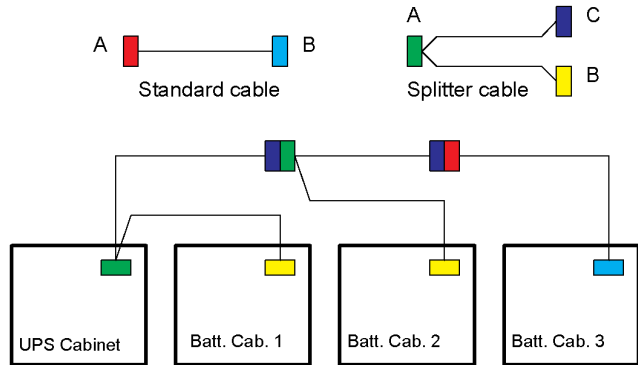 A
B
Standard cable
A
C
B
Splitter cable
UPS Cabinet
Batt. Cab. 1
Batt. Cab. 2
Batt. Cab. 3